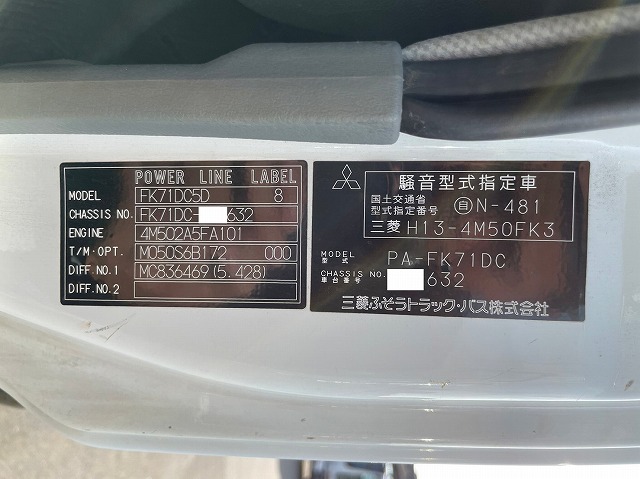 POWER LINE LABEL
MODEL FK71DC5D 8
CHASSIS NO. FK71DC- 632
ENGINE 4M502A5FA101
T/M·OPT. M050S6B172 000
DIFF. NO.1 MC836469 (5.428)
DIFF. NO.2
騒音型式指定車
国土交通省
型式指定番号 自N-481
三菱 H13-4M50FK3
MODEL PA-FK71DC
型式
CHASSIS NO. 632
車台番号
三菱ふそうトラック・バス株式会社